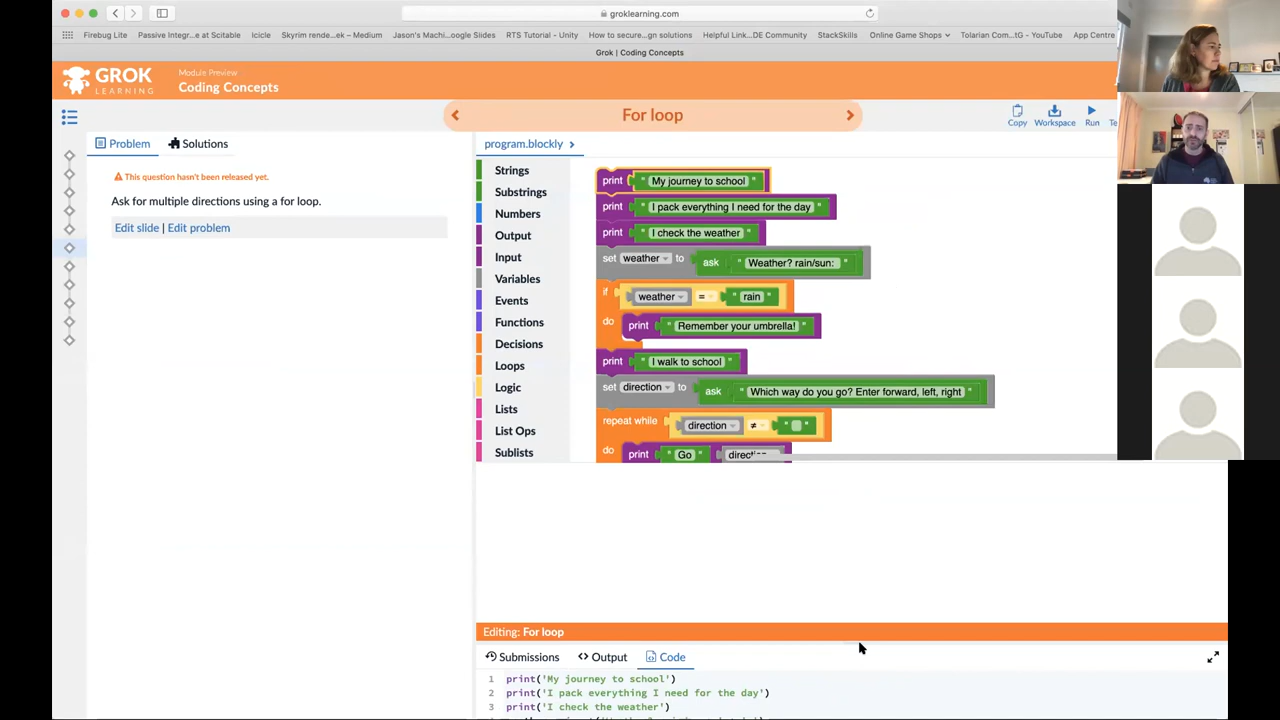 groklearning.com
Firebug Lite Passive Integr...e at Scitable Icicle Skyrim rende...ek – Medium Jason's Machi...oogle Slides RTS Tutorial - Unity How to secure...gn solutions Helpful Link...DE Community StackSkills Online Game Shops Tolarian Com...tG - YouTube App Centre
Grok | Coding Concepts
GROK
LEARNING
Module Preview
Coding Concepts
For loop
Copy Workspace Run
Problem Solutions
This question hasn't been released yet.
Ask for multiple directions using a for loop.
Edit slide | Edit problem
program.blockly
Strings
Substrings
Numbers
Output
Input
Variables
Events
Functions
Decisions
Loops
Logic
Lists
List Ops
Sublists
print " My journey to school "
print " I pack everything I need for the day "
print " I check the weather "
set weather to ask " Weather? rain/sun: "
if weather = " rain "
do print " Remember your umbrella! "
print " I walk to school "
set direction to ask " Which way do you go? Enter forward, left, right "
repeat while direction ≠ " "
do print " Go " direction
Editing: For loop
Submissions Output Code
1 print('My journey to school')
2 print('I pack everything I need for the day')
3 print('I check the weather')